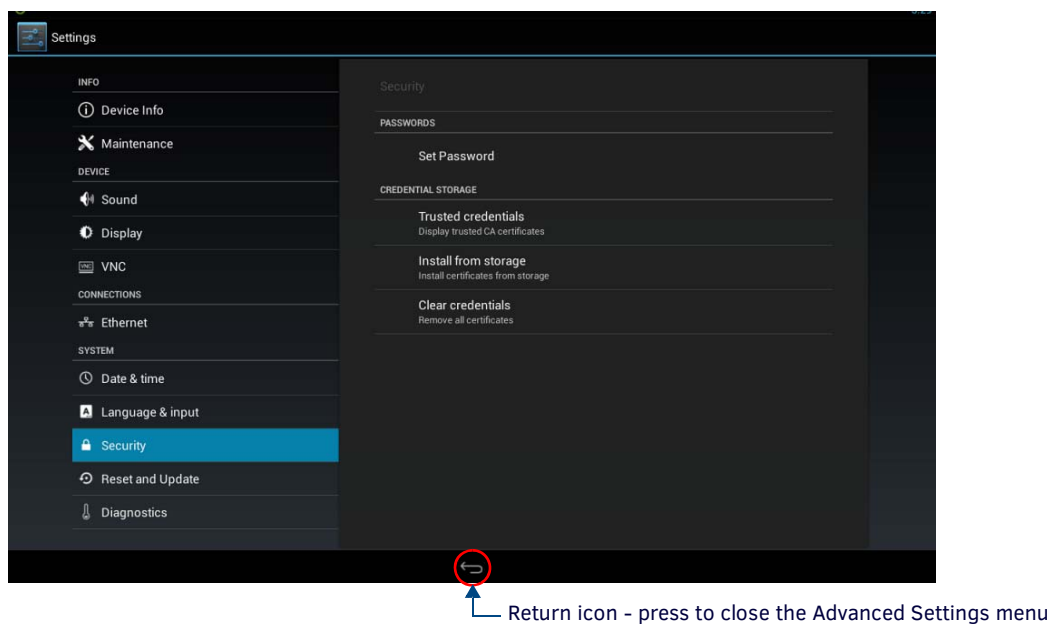 Settings
INFO
Device Info
Maintenance
DEVICE
Sound
Display
VNC
VNC
CONNECTIONS
Ethernet
SYSTEM
Date & time
A
Language & input
Security
Reset and Update
Diagnostics
Security
PASSWORDS
Set Password
CREDENTIAL STORAGE
Trusted credentials
Display trusted CA certificates
Install from storage
Install certificates from storage
Clear credentials
Remove all certificates
Return icon - press to close the Advanced Settings menu